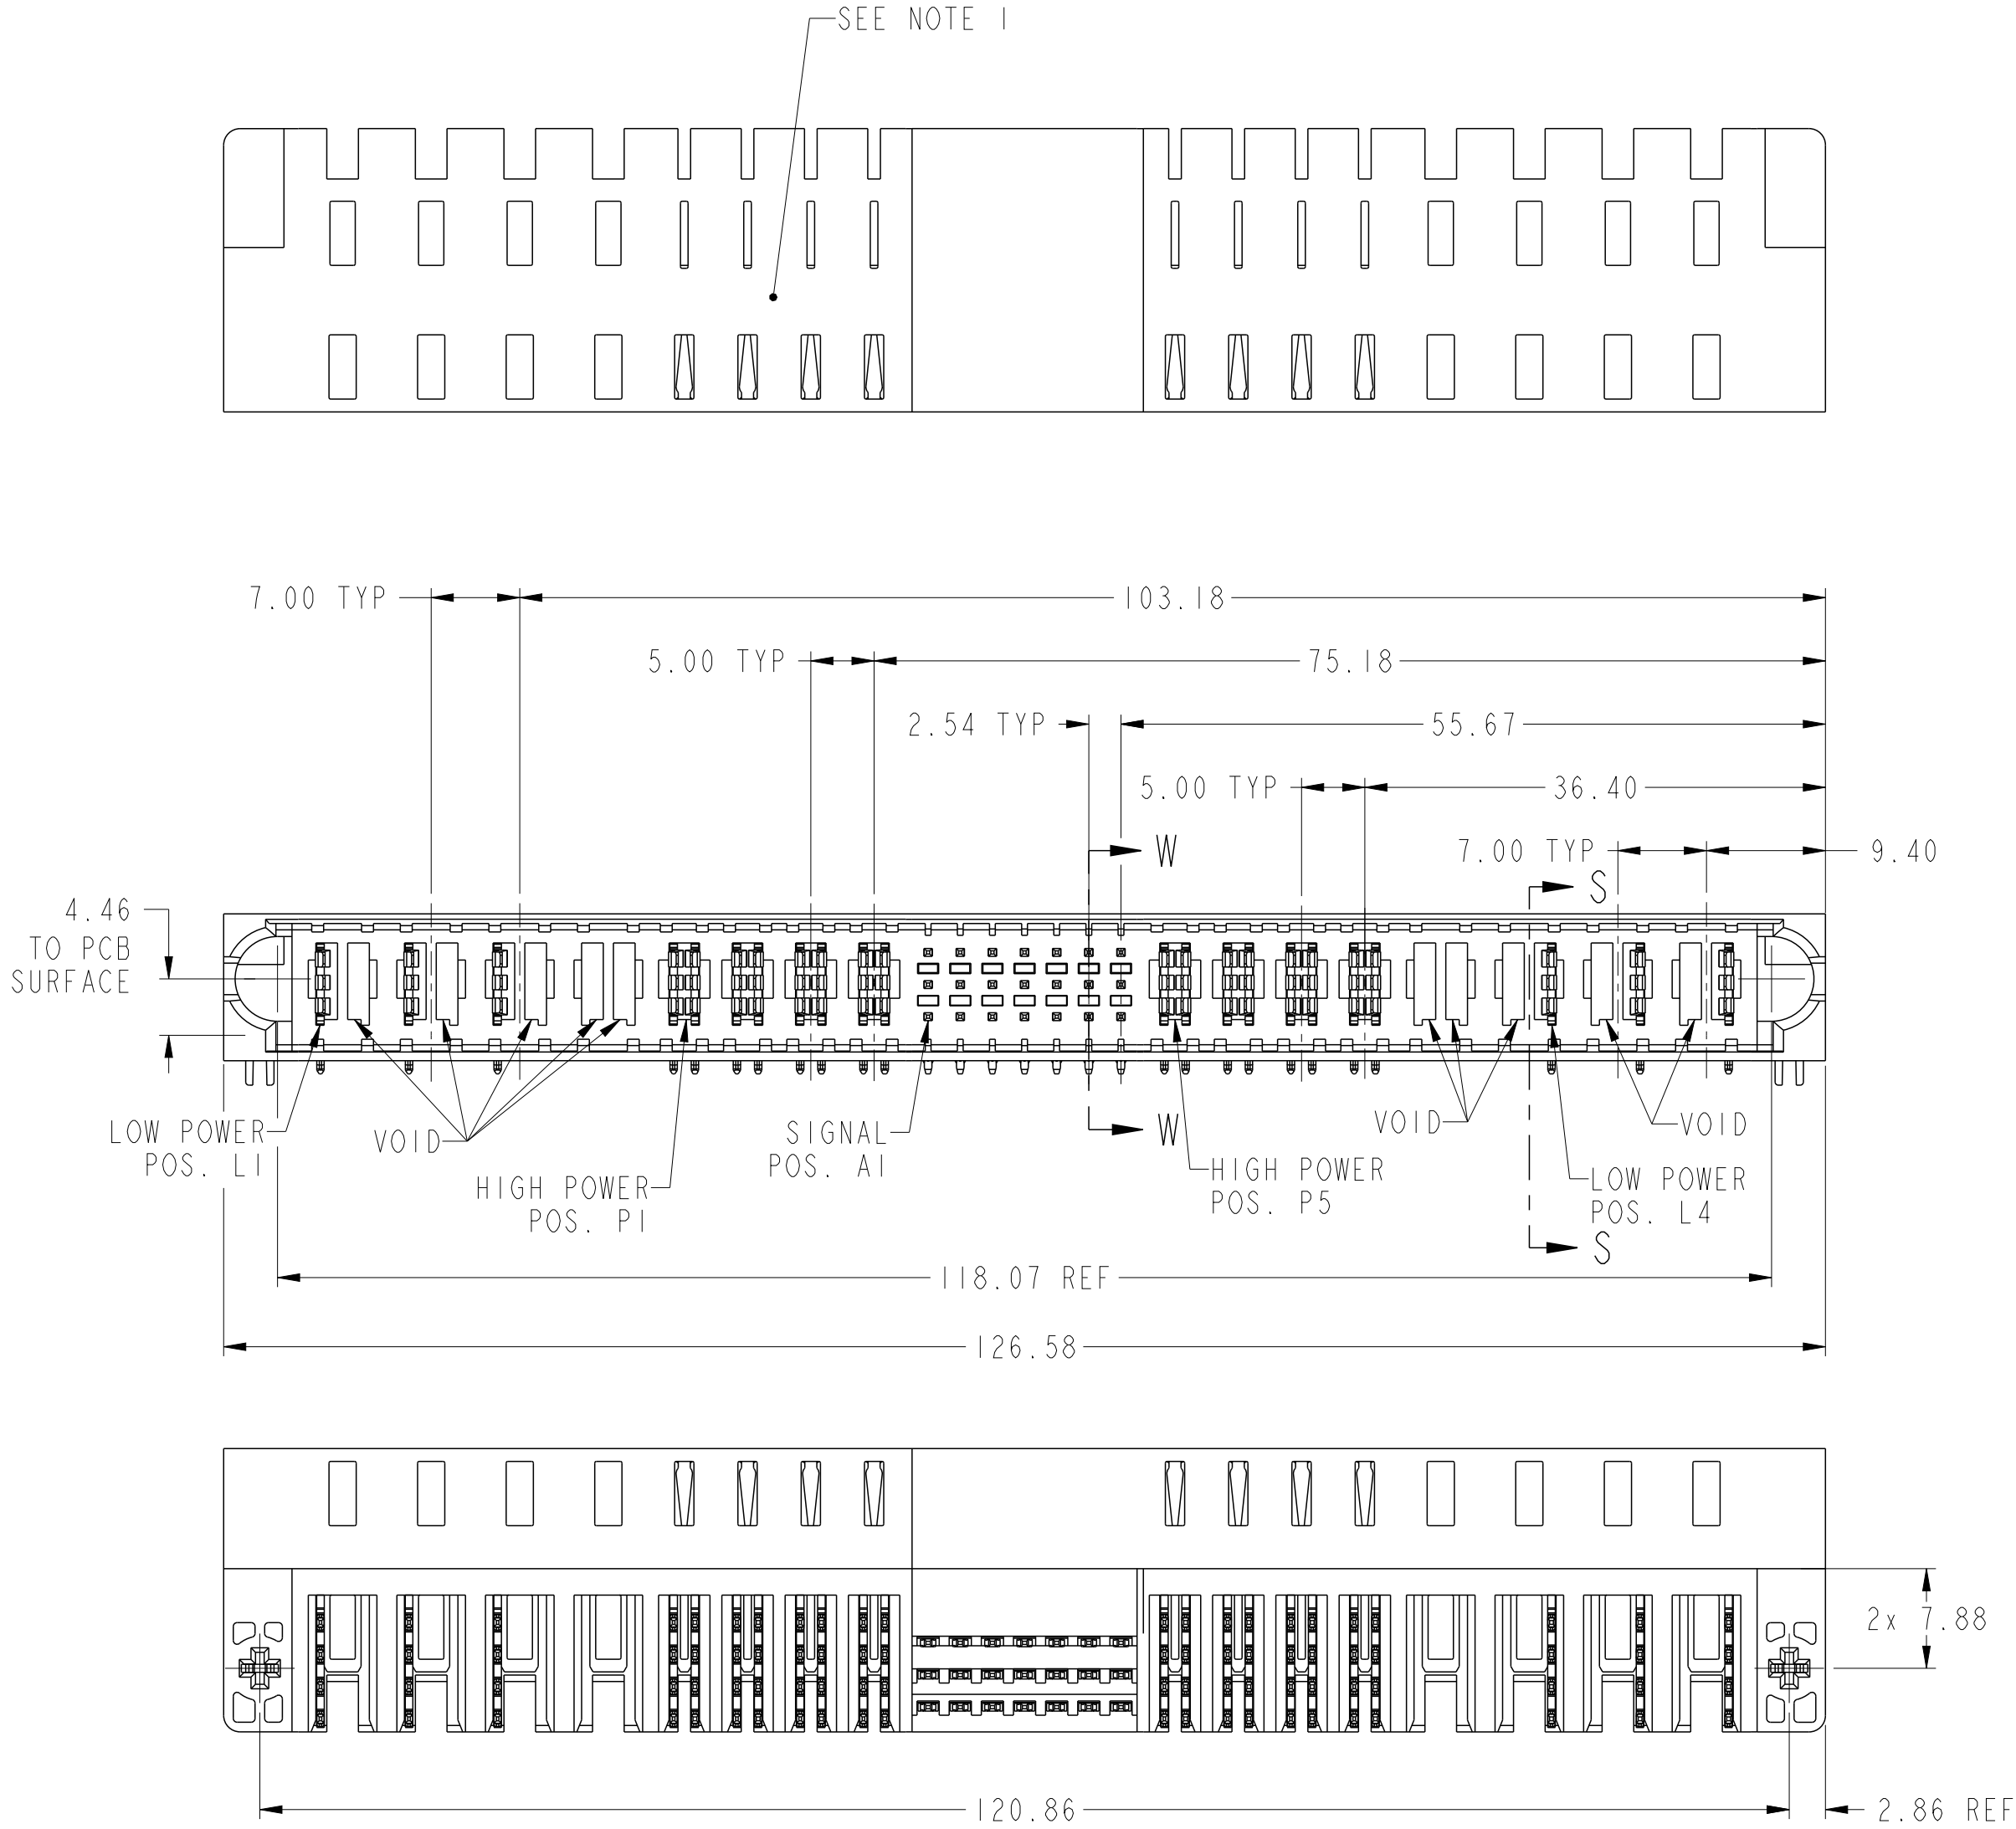 SEE NOTE 1
7.00 TYP
103.18
5.00 TYP
75.18
2.54 TYP
55.67
5.00 TYP
36.40
7.00 TYP
9.40
W
S
4.46
TO PCB
SURFACE
LOW POWER
POS. L1
VOID
HIGH POWER
POS. P1
SIGNAL
POS. A1
W
HIGH POWER
POS. P5
VOID
VOID
LOW POWER
POS. L4
S
118.07 REF
126.58
2x 7.88
120.86
2.86 REF